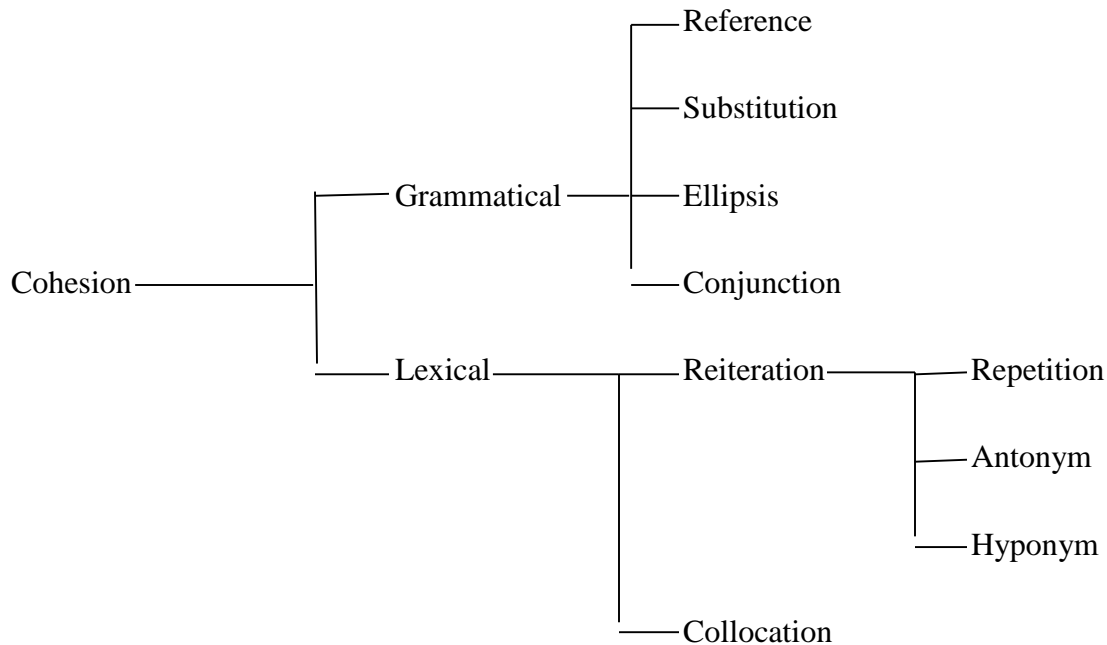 Reference
Substitution
Grammatical Ellipsis
Cohesion Conjunction
Lexical Reiteration Repetition
Antonym
Hyponym
Collocation